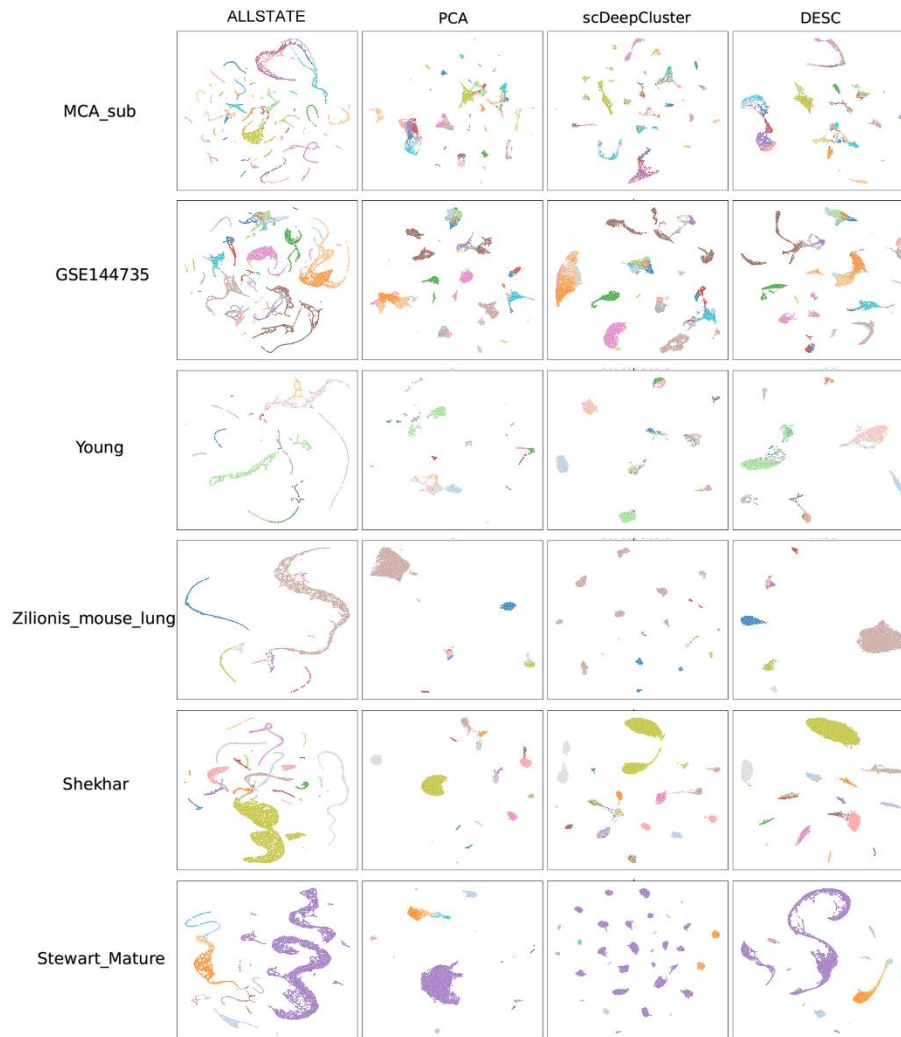 ALLSTATE PCA scDeepCluster DESC
MCA_sub
GSE144735
Young
Zilionis_mouse_lung
Shekhar
Stewart_Mature